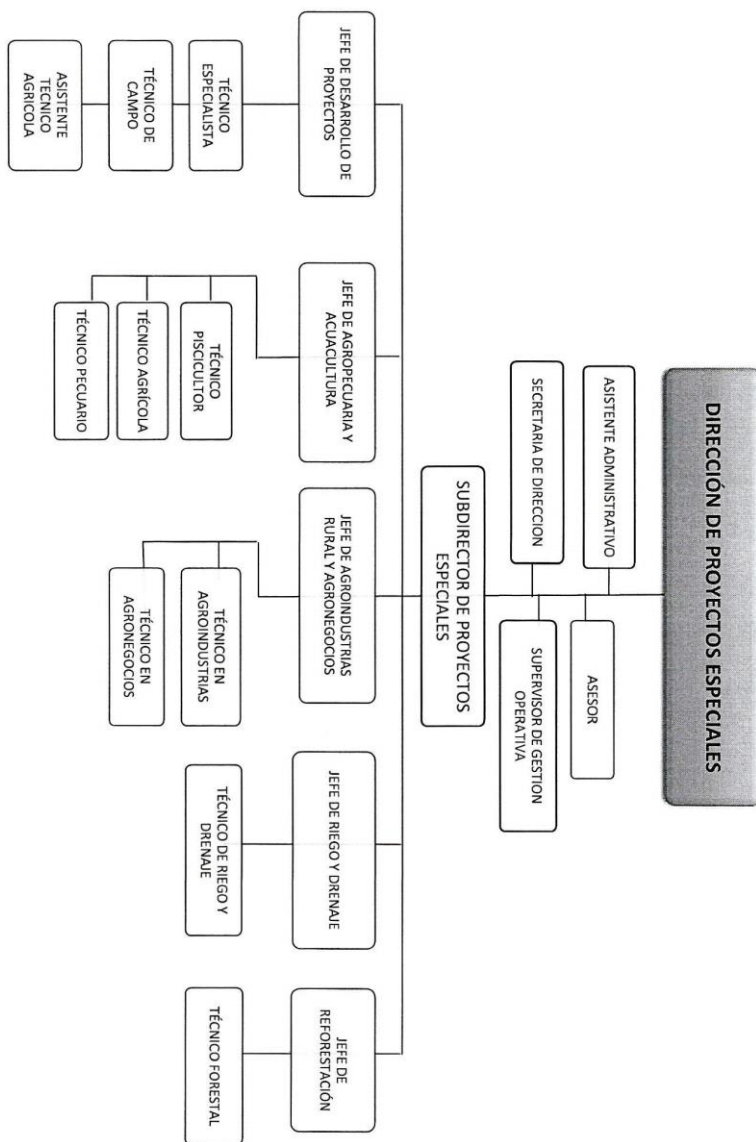 DIRECCIÓN DE PROYECTOS ESPECIALES
ASISTENTE ADMINISTRATIVO
ASESOR
SECRETARIA DE DIRECCION
SUPERVISOR DE GESTION
OPERATIVA
SUBDIRECTOR DE PROYECTOS
ESPECIALES
JEFE DE DESARROLLO DE
PROYECTOS
TÉCNICO
ESPECIALISTA
TÉCNICO DE
CAMPO
ASISTENTE
TECNICO
AGRICOLA
JEFE DE AGROPECUARIA Y
ACUACULTURA
TÉCNICO
PISCICULTOR
TÉCNICO AGRÍCOLA
TÉCNICO PECUARIO
JEFE DE AGROINDUSTRIAS
RURAL Y AGRONEGOCIOS
TÉCNICO EN
AGROINDUSTRIAS
TÉCNICO EN
AGRONEGOCIOS
JEFE DE RIEGO Y DRENAJE
TÉCNICO DE RIEGO Y
DRENAJE
JEFE DE
REFORESTACIÓN
TÉCNICO FORESTAL